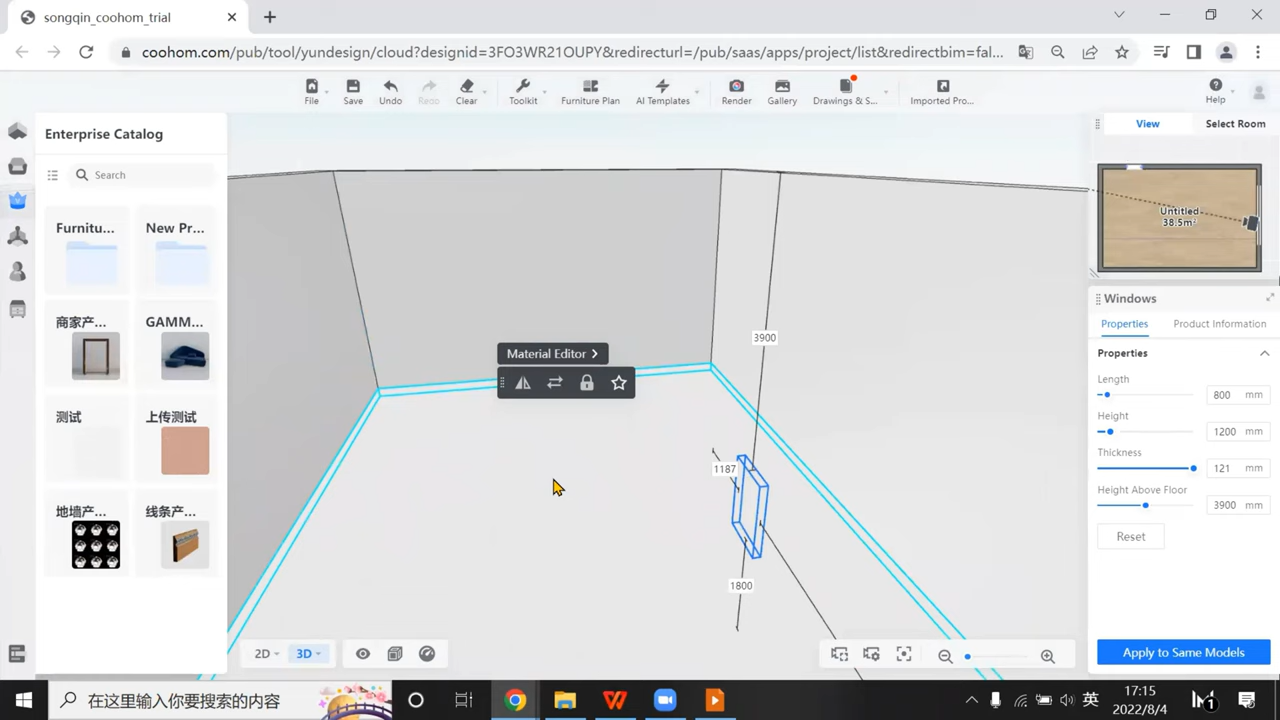 songqin_coohom_trial
coohom.com/pub/tool/yundesign/cloud?designid=3FO3WR21OUPY&redirecturl=/pub/saas/apps/project/list&redirectbim=fal...
File
Save
Undo
Redo
Clear
Toolkit
Furniture Plan
AI Templates
Render
Gallery
Drawings & S...
Imported Pro...
Help
Enterprise Catalog
Search
Furnitu...
New Pr...
商家产...
GAMM...
测试
上传测试
地墙产...
线条产...
Material Editor
3900
1187
1800
2D
3D
View
Select Room
Untitled
38.5m²
Windows
Properties
Product Information
Properties
Length
800 mm
Height
1200 mm
Thickness
121 mm
Height Above Floor
3900 mm
Reset
Apply to Same Models
在这里输入你要搜索的内容
英
17:15
2022/8/4
1